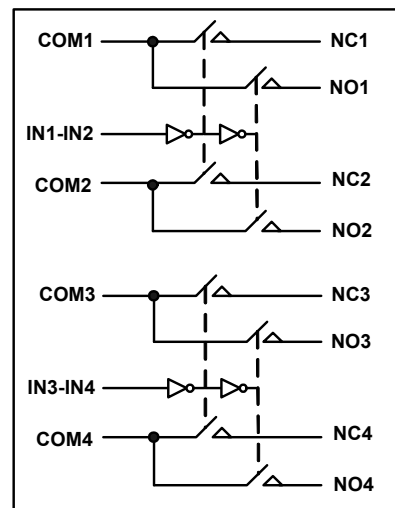 COM1 NC1
NO1
IN1-IN2
COM2 NC2
NO2
COM3 NC3
NO3
IN3-IN4
COM4 NC4
NO4